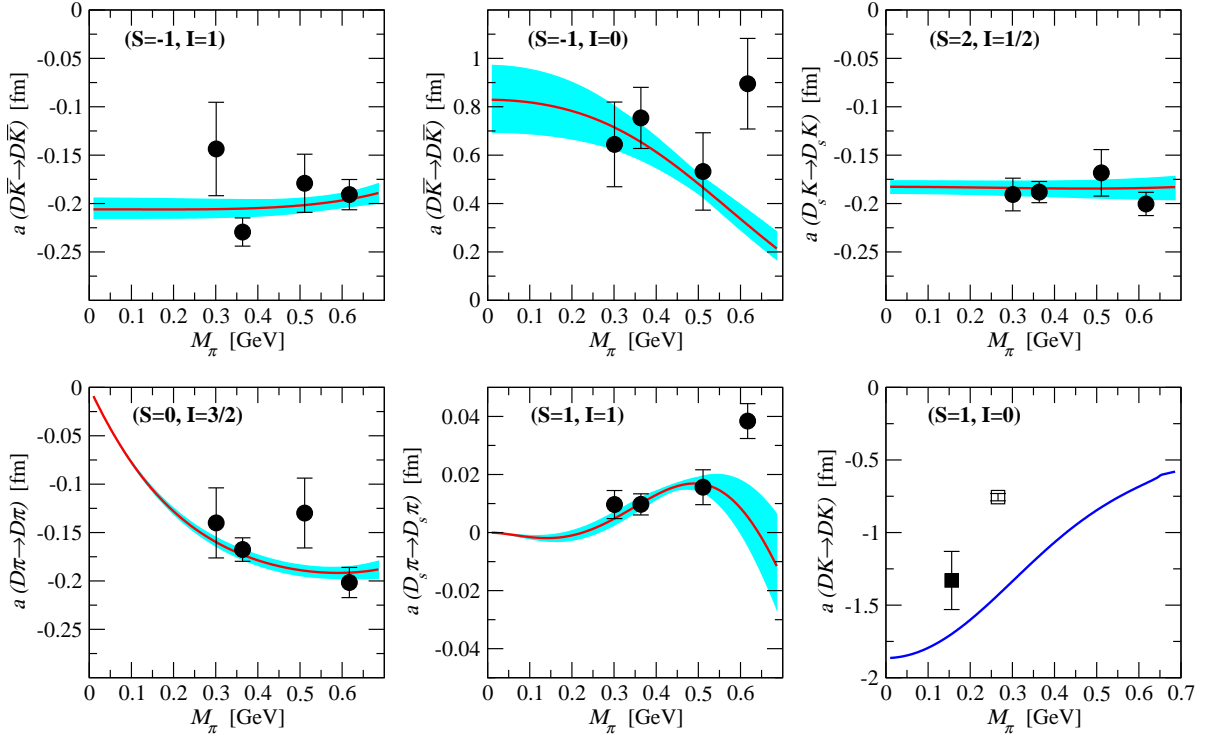 (S=-1, I=1)
0
-0.05
-0.1
-0.15
-0.2
-0.25
a (DK̅→DK̅) [fm]
0 0.1 0.2 0.3 0.4 0.5 0.6
M_π [GeV]
(S=-1, I=0)
1
0.8
0.6
0.4
0.2
0
a (DK̅→DK̅) [fm]
0 0.1 0.2 0.3 0.4 0.5 0.6
M_π [GeV]
(S=2, I=1/2)
0
-0.05
-0.1
-0.15
-0.2
-0.25
a (D_s K→D_s K) [fm]
0 0.1 0.2 0.3 0.4 0.5 0.6
M_π [GeV]
(S=0, I=3/2)
0
-0.05
-0.1
-0.15
-0.2
-0.25
a (Dπ→Dπ) [fm]
0 0.1 0.2 0.3 0.4 0.5 0.6
M_π [GeV]
(S=1, I=1)
0.04
0.02
0
-0.02
-0.04
a (D_s π→D_s π) [fm]
0 0.1 0.2 0.3 0.4 0.5 0.6
M_π [GeV]
(S=1, I=0)
0
-0.5
-1
-1.5
-2
a (DK→DK) [fm]
0 0.1 0.2 0.3 0.4 0.5 0.6 0.7
M_π [GeV]